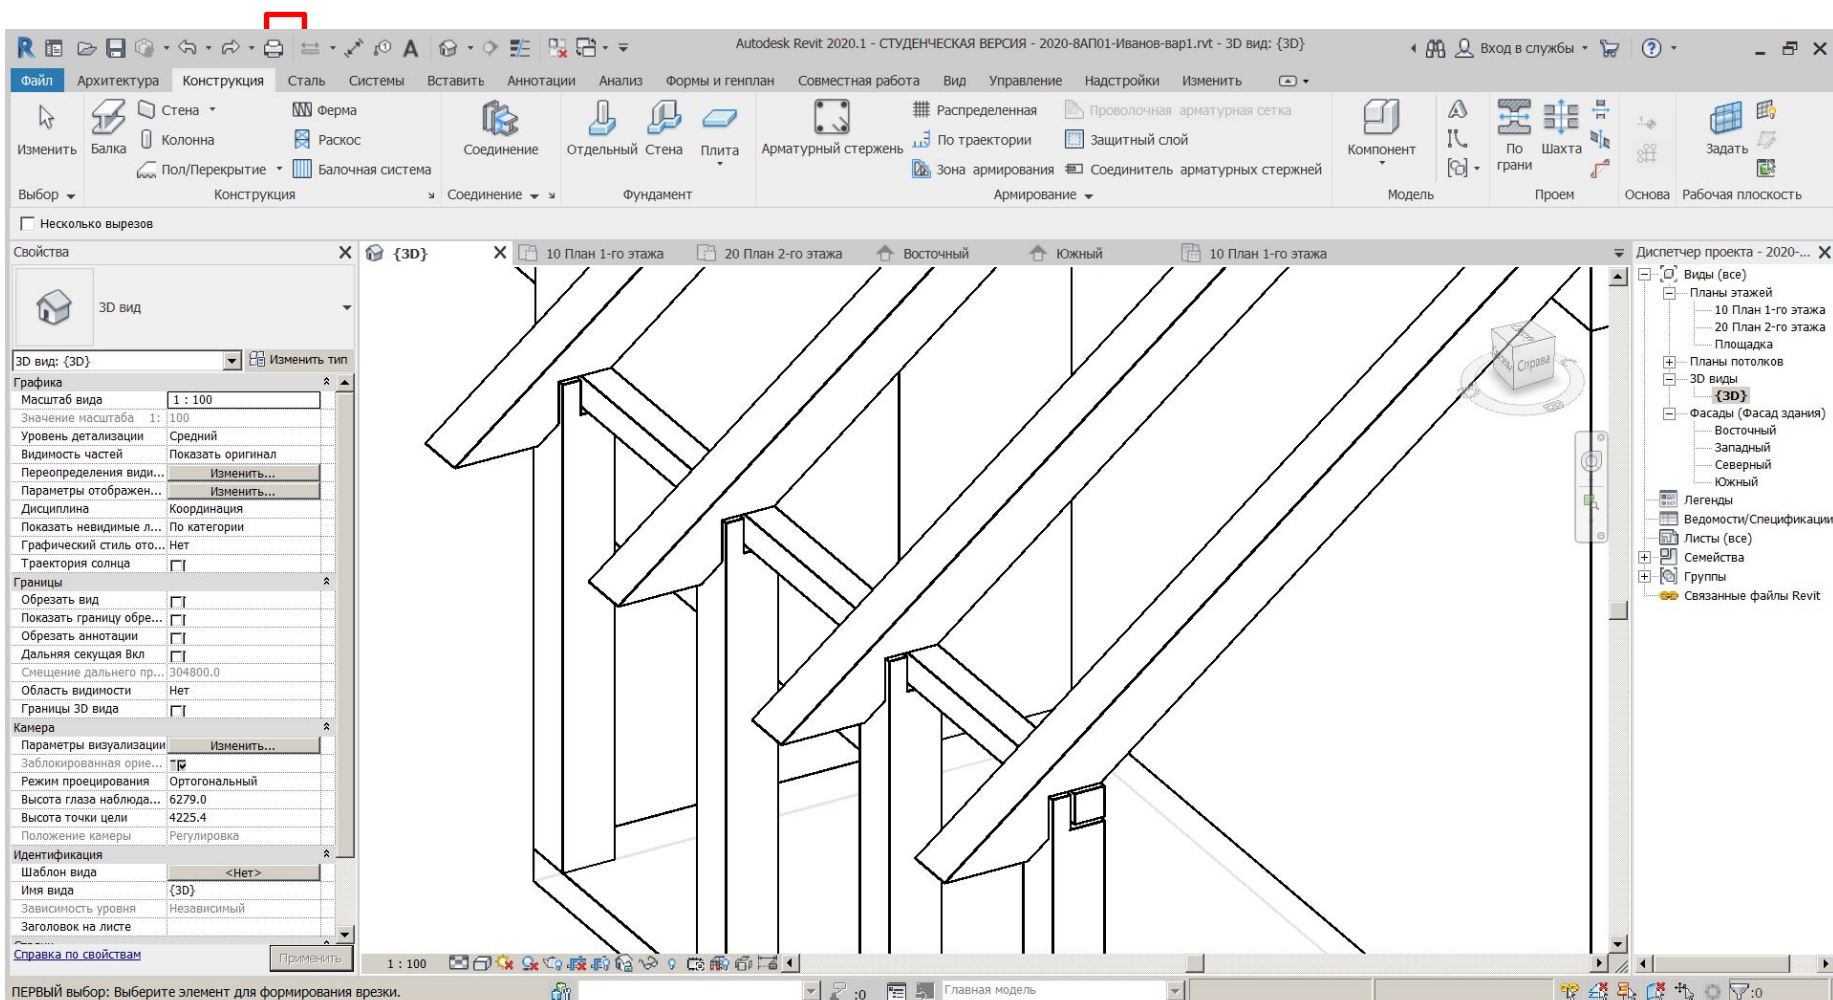 Autodesk Revit 2020.1 - СТУДЕНЧЕСКАЯ ВЕРСИЯ - 2020-8АП01-Иванов-вар1.rvt - 3D вид: {3D}
Вход в службы
Файл Архитектура Конструкция Сталь Системы Вставить Аннотации Анализ Формы и генплан Совместная работа Вид Управление Надстройки Изменить
Изменить
Балка
Стена
Колонна
Пол/Перекрытие
Ферма
Раскос
Балочная система
Соединение
Отдельный Стена Плита
Арматурный стержень
Распределенная
По траектории
Зона армирования
Проволочная арматурная сетка
Защитный слой
Соединитель арматурных стержней
Компонент
По грани
Шахта
Задать
Выбор Конструкция Соединение Фундамент Армирование Модель Проем Основа Рабочая плоскость
Несколько вырезов
Свойства
3D вид
3D вид: {3D} Изменить тип
Графика
Масштаб вида 1 : 100
Значение масштаба 1: 100
Уровень детализации Средний
Видимость частей Показать оригинал
Переопределения види... Изменить...
Параметры отображен... Изменить...
Дисциплина Координация
Показать невидимые л... По категории
Графический стиль ото... Нет
Траектория солнца
Границы
Обрезать вид
Показать границу обре...
Обрезать аннотации
Дальняя секущая Вкл
Смещение дальнего пр... 304800.0
Область видимости Нет
Границы 3D вида
Камера
Параметры визуализации Изменить...
Заблокированная орие...
Режим проецирования Ортогональный
Высота глаза наблюда... 6279.0
Высота точки цели 4225.4
Положение камеры Регулировка
Идентификация
Шаблон вида <Нет>
Имя вида {3D}
Зависимость уровня Независимый
Заголовок на листе
Справка по свойствам Применить
{3D} 10 План 1-го этажа 20 План 2-го этажа Восточный Южный 10 План 1-го этажа
Справа
1 : 100
Диспетчер проекта - 2020-...
Виды (все)
Планы этажей
10 План 1-го этажа
20 План 2-го этажа
Площадка
Планы потолков
3D виды
{3D}
Фасады (Фасад здания)
Восточный
Западный
Северный
Южный
Легенды
Ведомости/Спецификации
Листы (все)
Семейства
Группы
Связанные файлы Revit
ПЕРВЫЙ выбор: Выберите элемент для формирования врезки. :0 Главная модель :0